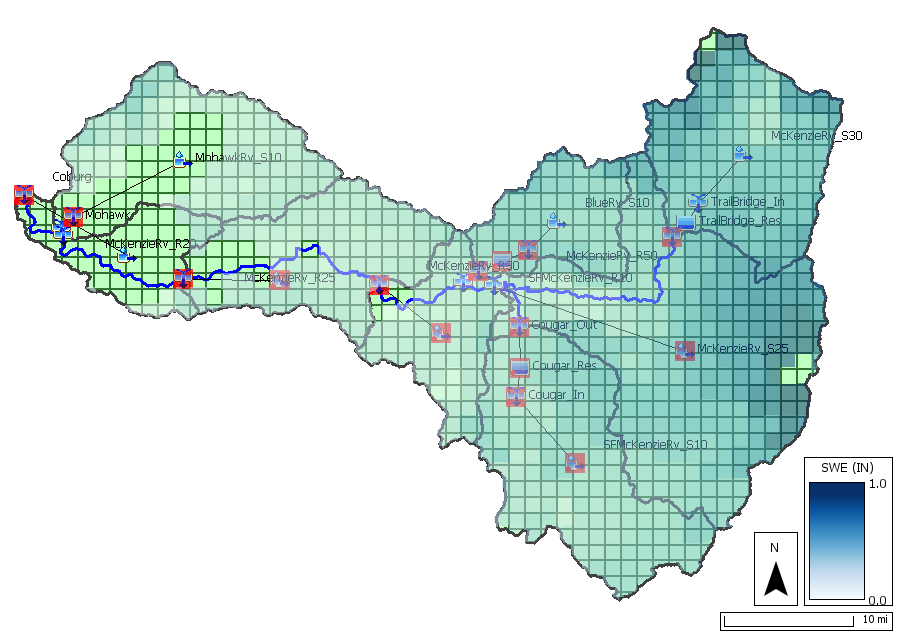 McKenzieRv_S30
MohawkRv_S10
Coburg
BlueRv_S10
TrailBridge_In
Mohawk
TrailBridge_Res
McKenzieRv_R20
McKenzieRv_R50
McKenzieRv_R25
SFMcKenzieRv_R10
Cougar_Out
McKenzieRv_S25
Cougar_Res
Cougar_In
SFMcKenzieRv_S10
SWE (IN)
1.0
0.0
N
10 mi